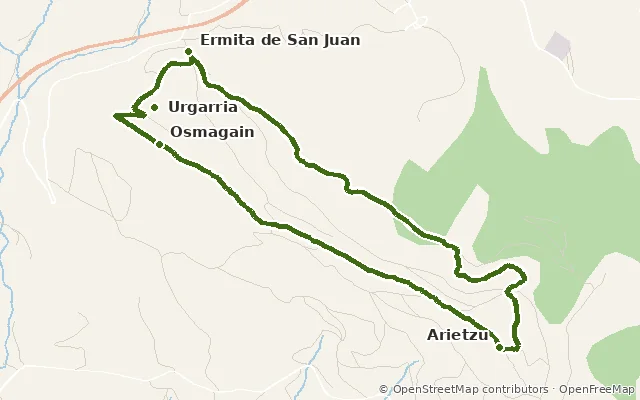 Ermita de San Juan
Urgarria
Osmagain
Arietzu
© OpenStreetMap contributors, OpenFreeMap